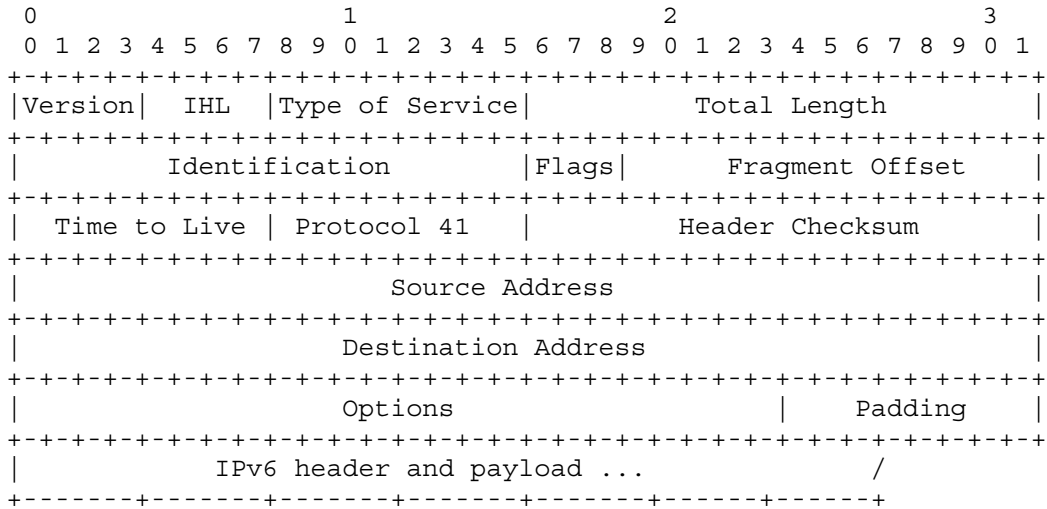 0                   1                   2                   3
 0 1 2 3 4 5 6 7 8 9 0 1 2 3 4 5 6 7 8 9 0 1 2 3 4 5 6 7 8 9 0 1
+-+-+-+-+-+-+-+-+-+-+-+-+-+-+-+-+-+-+-+-+-+-+-+-+-+-+-+-+-+-+-+-+
|Version|  IHL  |Type of Service|          Total Length         |
+-+-+-+-+-+-+-+-+-+-+-+-+-+-+-+-+-+-+-+-+-+-+-+-+-+-+-+-+-+-+-+-+
|         Identification        |Flags|      Fragment Offset    |
+-+-+-+-+-+-+-+-+-+-+-+-+-+-+-+-+-+-+-+-+-+-+-+-+-+-+-+-+-+-+-+-+
|  Time to Live | Protocol 41   |         Header Checksum       |
+-+-+-+-+-+-+-+-+-+-+-+-+-+-+-+-+-+-+-+-+-+-+-+-+-+-+-+-+-+-+-+-+
|                       Source Address                          |
+-+-+-+-+-+-+-+-+-+-+-+-+-+-+-+-+-+-+-+-+-+-+-+-+-+-+-+-+-+-+-+-+
|                    Destination Address                        |
+-+-+-+-+-+-+-+-+-+-+-+-+-+-+-+-+-+-+-+-+-+-+-+-+-+-+-+-+-+-+-+-+
|                    Options                    |    Padding    |
+-+-+-+-+-+-+-+-+-+-+-+-+-+-+-+-+-+-+-+-+-+-+-+-+-+-+-+-+-+-+-+-+
|            IPv6 header and payload ...              /
+-------+-------+-------+-------+-------+------+------+